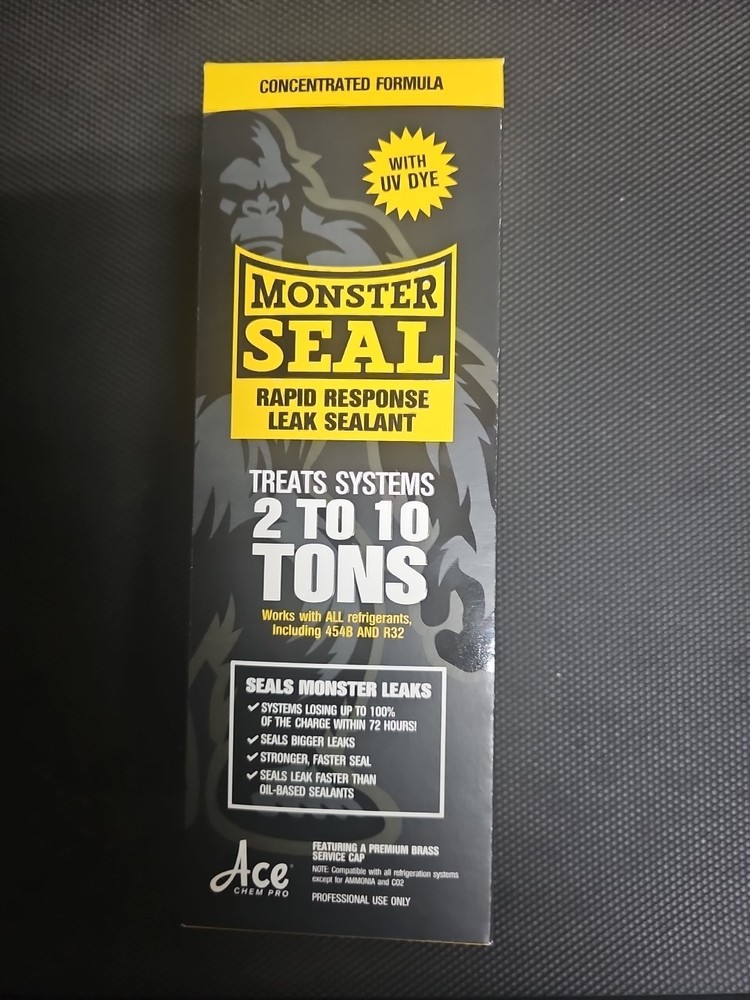 CONCENTRATED FORMULA
WITH
UV DYE
MONSTER
SEAL
RAPID RESPONSE
LEAK SEALANT
TREATS SYSTEMS
2 TO 10
TONS
Works with ALL refrigerants,
Including 454B AND R32
SEALS MONSTER LEAKS
SYSTEMS LOSING UP TO 100%
OF THE CHARGE WITHIN 72 HOURS!
SEALS BIGGER LEAKS
STRONGER, FASTER SEAL
SEALS LEAK FASTER THAN
OIL-BASED SEALANTS
Ace
CHEM PRO
FEATURING A PREMIUM BRASS
SERVICE CAP
NOTE: Compatible with all refrigeration systems
except for AMMONIA and CO2
PROFESSIONAL USE ONLY